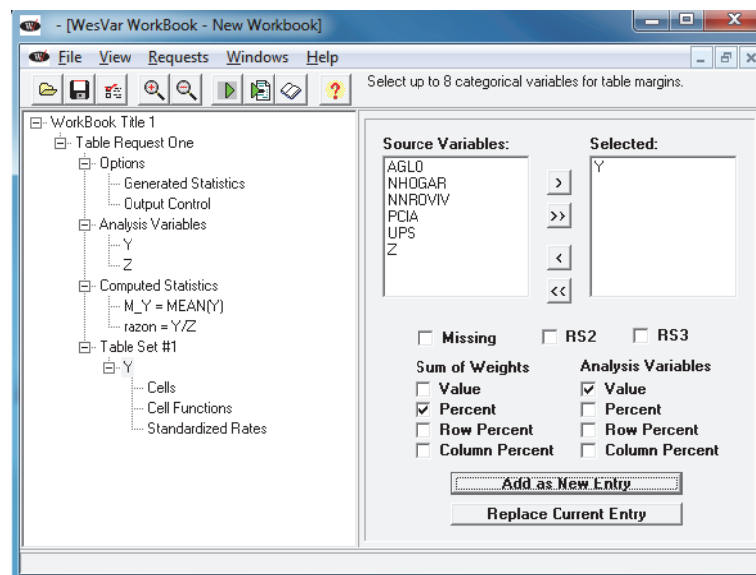 - [WesVar WorkBook - New Workbook]
File View Requests Windows Help
Select up to 8 categorical variables for table margins.
WorkBook Title 1
Table Request One
Options
Generated Statistics
Output Control
Analysis Variables
Y
Z
Computed Statistics
M_Y = MEAN(Y)
razon = Y/Z
Table Set #1
Y
Cells
Cell Functions
Standardized Rates
Source Variables:
AGLO
NHOGAR
NNROVIV
PCIA
UPS
Z
>
>>
<
<<
Selected:
Y
Missing RS2 RS3
Sum of Weights
Value
Percent
Row Percent
Column Percent
Analysis Variables
Value
Percent
Row Percent
Column Percent
Add as New Entry
Replace Current Entry